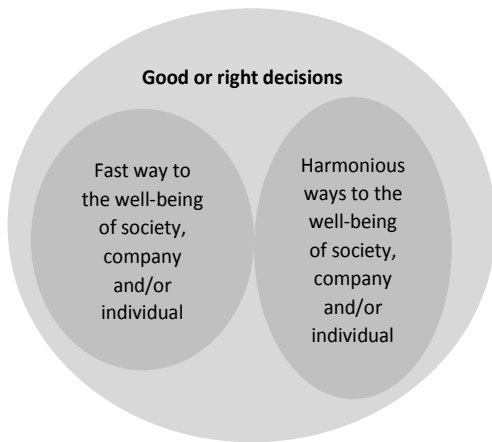 Good or right decisions
Fast way to
the well-being
of society,
company
and/or
individual
Harmonious
ways to the
well-being
of society,
company
and/or
individual